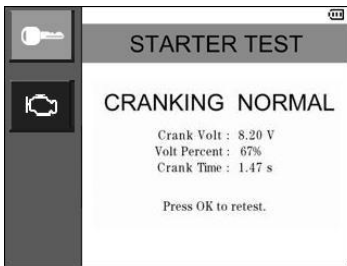 STARTER TEST
CRANKING NORMAL
Crank Volt : 8.20 V
Volt Percent : 67%
Crank Time : 1.47 s
Press OK to retest.